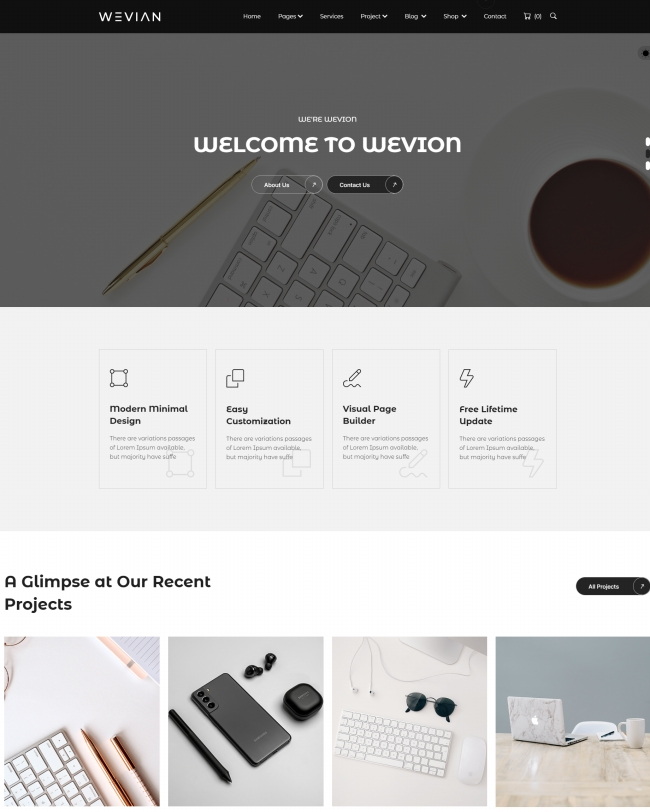 WEVIAN
Home Pages Services Project Blog Shop Contact (0)
WE'RE WEVION
WELCOME TO WEVION
About Us Contact Us
Modern Minimal
Design
There are variations passages
of Lorem Ipsum available,
but majority have suffe
Easy
Customization
There are variations passages
of Lorem Ipsum available,
but majority have suffe
Visual Page
Builder
There are variations passages
of Lorem Ipsum available,
but majority have suffe
Free Lifetime
Update
There are variations passages
of Lorem Ipsum available,
but majority have suffe
A Glimpse at Our Recent
Projects
All Projects